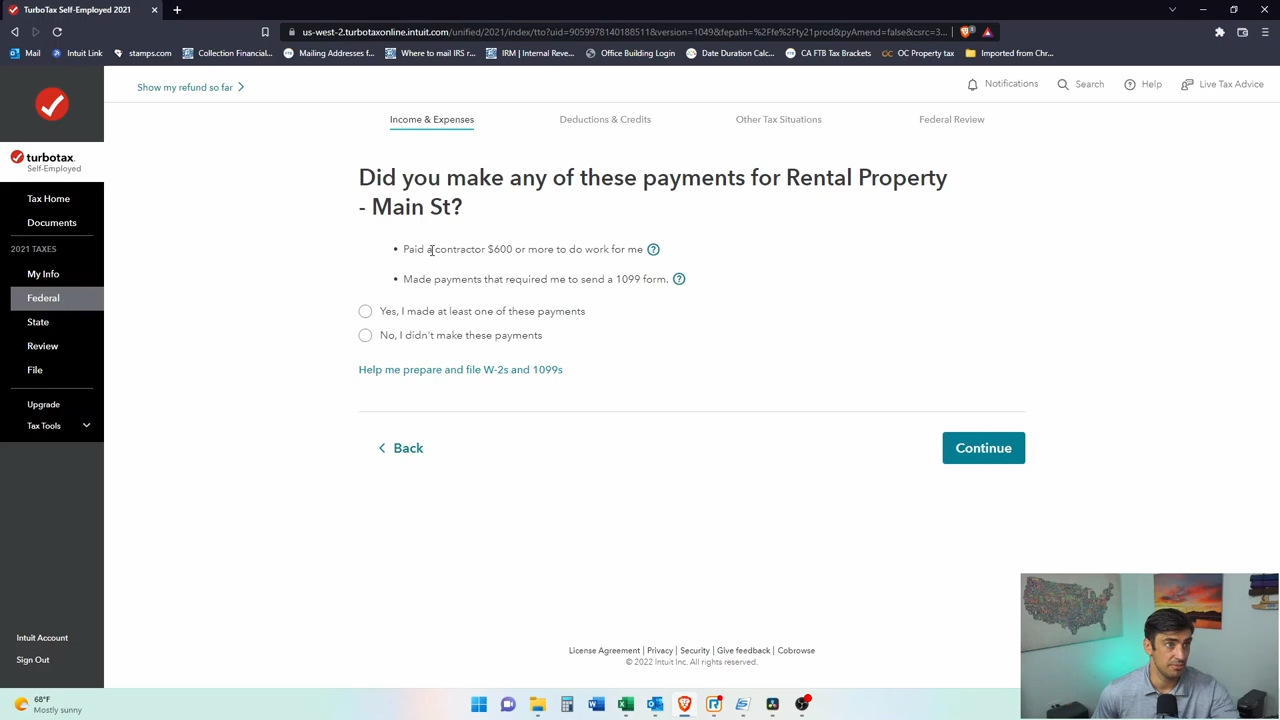 TurboTax Self-Employed 2021
us-west-2.turbotaxonline.intuit.com/unified/2021/index/tto?uid=9059978140188511&version=1049&fepath=%2Ffe%2Fty21prod&pyAmend=false&csrc=3...
Mail
Intuit Link
stamps.com
Collection Financial...
Mailing Addresses f...
Where to mail IRS r...
IRM | Internal Reve...
Office Building Login
Date Duration Calc...
CA FTB Tax Brackets
OC Property tax
Imported from Chr...
Show my refund so far
Notifications
Search
Help
Live Tax Advice
Income & Expenses
Deductions & Credits
Other Tax Situations
Federal Review
turbotax
Self-Employed
Tax Home
Documents
2021 TAXES
My Info
Federal
State
Review
File
Upgrade
Tax Tools
Intuit Account
Sign Out
Did you make any of these payments for Rental Property
- Main St?
• Paid a contractor $600 or more to do work for me
• Made payments that required me to send a 1099 form.
Yes, I made at least one of these payments
No, I didn't make these payments
Help me prepare and file W-2s and 1099s
Back
Continue
License Agreement | Privacy | Security | Give feedback | Cobrowse
© 2022 Intuit Inc. All rights reserved.
68°F
Mostly sunny